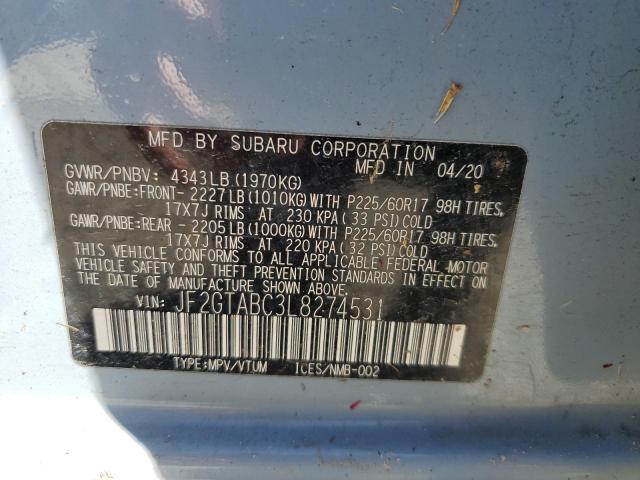 MFD BY SUBARU CORPORATION
GVWR/PNBV: 4343LB(1970KG) MFD IN 04/20
GAWR/PNBE:FRONT- 2227LB(1010KG)WITH P225/60R17 98H TIRES,
17X7J RIMS AT 230 KPA(33 PSI)COLD
GAWR/PNBE:REAR - 2205LB(1000KG)WITH P225/60R17 98H TIRES,
17X7J RIMS AT 220 KPA(32 PSI)COLD
THIS VEHICLE CONFORMS TO ALL APPLICABLE FEDERAL MOTOR
VEHICLE SAFETY AND THEFT PREVENTION STANDARDS IN EFFECT ON
THE DATE OF MANUFACTURE SHOWN ABOVE.
VIN: JF2GTABC3L8274531
TYPE:MPV/VTUM ICES/NMB-002